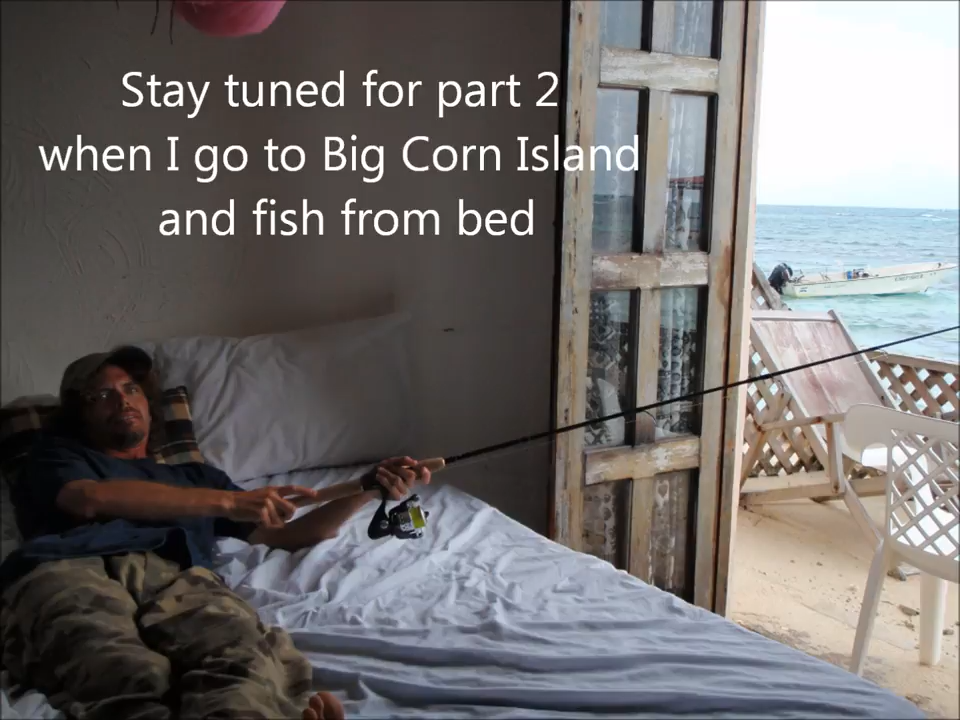 Stay tuned for part 2
when I go to Big Corn Island
and fish from bed